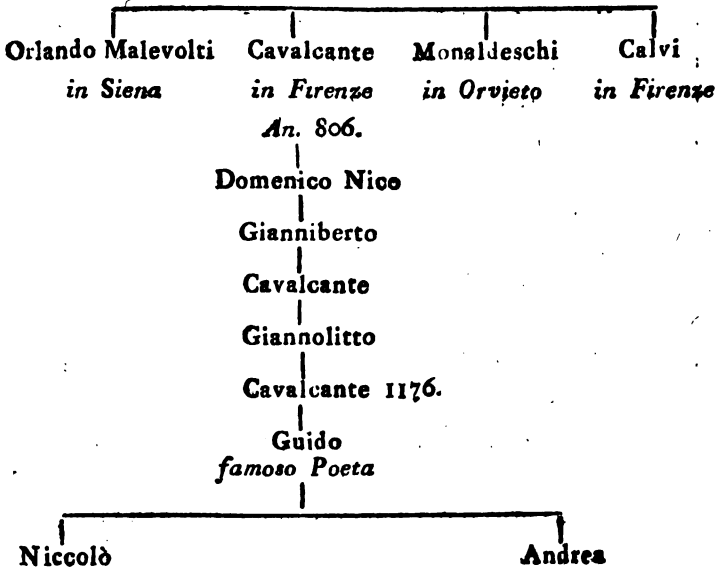 Orlando Malevolti Cavalcante Monaldeschi Calvi
in Siena in Firenze in Orvieto in Firenze
An. 806.
Domenico Nico
Gianniberto
Cavalcante
Giannolitto
Cavalcante 1176.
Guido
famoso Poeta
Niccolò Andrea